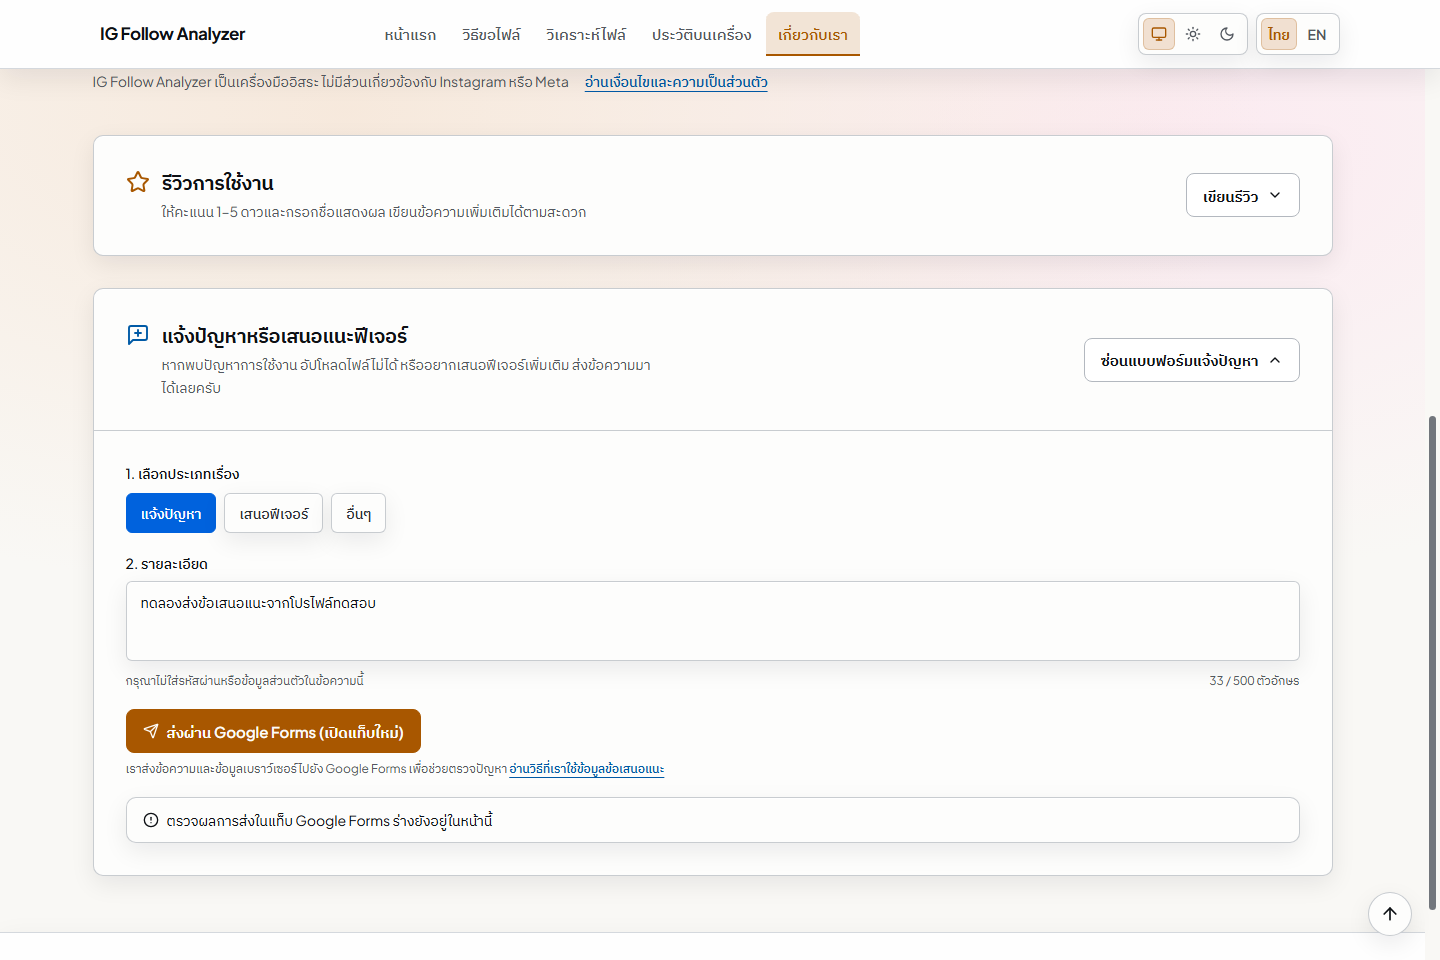 IG Follow Analyzer
หน้าแรก
วิธีขอไฟล์
วิเคราะห์ไฟล์
ประวัติบนเครื่อง
เกี่ยวกับเรา
ไทย
EN
IG Follow Analyzer เป็นเครื่องมืออิสระ ไม่มีส่วนเกี่ยวข้องกับ Instagram หรือ Meta อ่านเงื่อนไขและความเป็นส่วนตัว
รีวิวการใช้งาน
ให้คะแนน 1–5 ดาวและกรอกชื่อแสดงผล เขียนข้อความเพิ่มเติมได้ตามสะดวก
เขียนรีวิว
แจ้งปัญหาหรือเสนอแนะฟีเจอร์
หากพบปัญหาการใช้งาน อัปโหลดไฟล์ไม่ได้ หรืออยากเสนอฟีเจอร์เพิ่มเติม ส่งข้อความมา
ได้เลยครับ
ซ่อนแบบฟอร์มแจ้งปัญหา
1. เลือกประเภทเรื่อง
แจ้งปัญหา
เสนอฟีเจอร์
อื่นๆ
2. รายละเอียด
ทดลองส่งข้อเสนอแนะจากโปรไฟล์ทดสอบ
กรุณาไม่ใส่รหัสผ่านหรือข้อมูลส่วนตัวในข้อความนี้
33 / 500 ตัวอักษร
ส่งผ่าน Google Forms (เปิดแท็บใหม่)
เราส่งข้อความและข้อมูลเบราว์เซอร์ไปยัง Google Forms เพื่อช่วยตรวจปัญหา อ่านวิธีที่เราใช้ข้อมูลข้อเสนอแนะ
ตรวจผลการส่งในแท็บ Google Forms ร่างยังอยู่ในหน้านี้